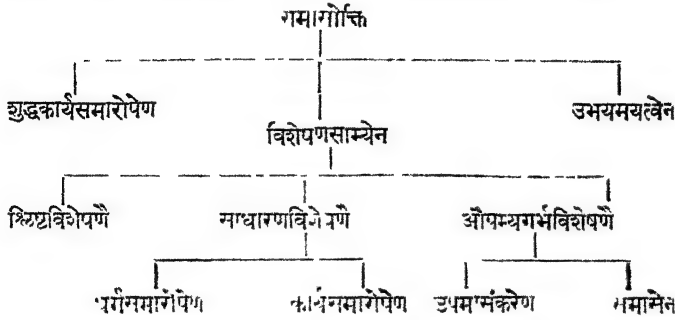 समासोक्ति
शुद्धकार्यसमारोपेण
उभयमयत्वेन
विशेषणसाम्येन
श्लिष्टविशेषणै
साधारणविशेषणै
औपम्यगर्भविशेषणै
धर्मसमारोपेण कार्यसमारोपेण उपमासंकरेण समासेन